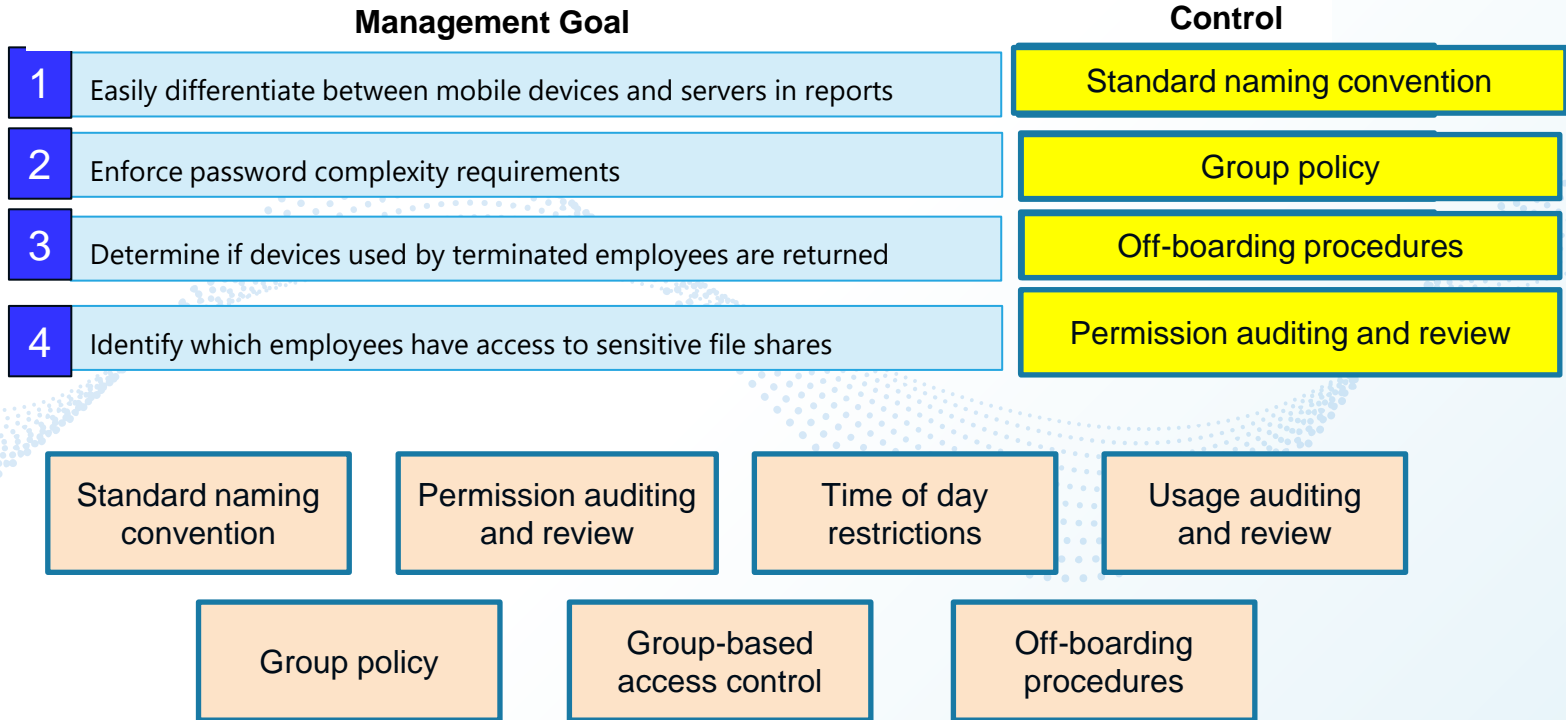 Management Goal
Control
1
Easily differentiate between mobile devices and servers in reports
Standard naming convention
2
Enforce password complexity requirements
Group policy
3
Determine if devices used by terminated employees are returned
Off-boarding procedures
4
Identify which employees have access to sensitive file shares
Permission auditing and review
Standard naming
convention
Permission auditing
and review
Time of day
restrictions
Usage auditing
and review
Group policy
Group-based
access control
Off-boarding
procedures